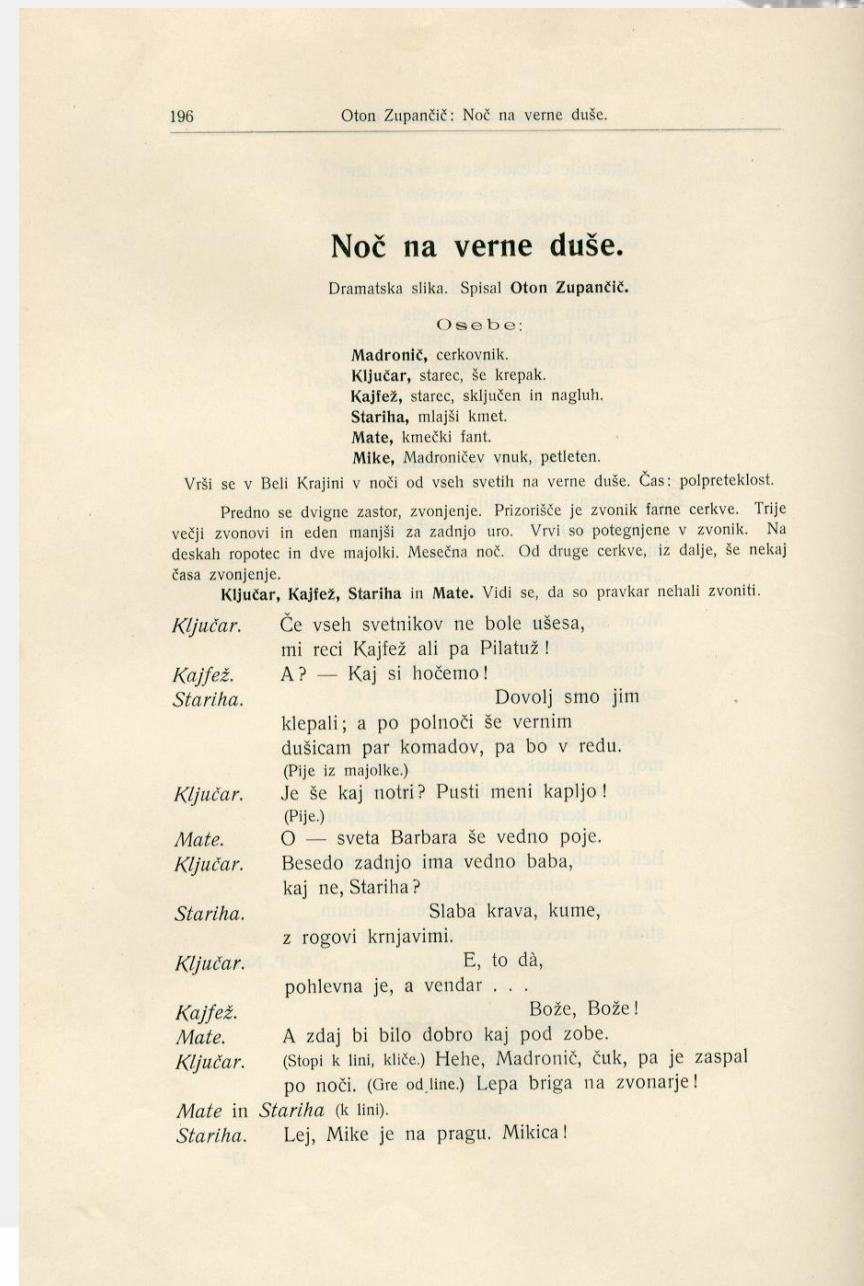 196 Oton Zupančič: Noč na verne duše.
Noč na verne duše.
Dramatska slika. Spisal Oton Zupančič.
Osebe:
Madronič, cerkovnik.
Ključar, starec, še krepak.
Kajfež, starec, sključen in nagluh.
Stariha, mlajši kmet.
Mate, kmečki fant.
Mike, Madroničev vnuk, petleten.
Vrši se v Beli Krajini v noči od vseh svetih na verne duše. Čas: polpreteklost.
Predno se dvigne zastor, zvonjenje. Prizorišče je zvonik farne cerkve. Trije
večji zvonovi in eden manjši za zadnjo uro. Vrvi so potegnjene v zvonik. Na
deskah ropotec in dve majolki. Mesečna noč. Od druge cerkve, iz dalje, še nekaj
časa zvonjenje.
Ključar, Kajfež, Stariha in Mate. Vidi se, da so pravkar nehali zvoniti.
Ključar. Če vseh svetnikov ne bole ušesa,
mi reci Kajfež ali pa Pilatuž!
Kajfež. A? — Kaj si hočemo!
Stariha. Dovolj smo jim
klepali; a po polnoči še vernim
dušicam par komadov, pa bo v redu.
(Pije iz majolke.)
Ključar. Je še kaj notri? Pusti meni kapljo!
(Pije.)
Mate. O — sveta Barbara še vedno poje.
Ključar. Besedo zadnjo ima vedno baba,
kaj ne, Stariha?
Stariha. Slaba krava, kume,
z rogovi krnjavimi.
Ključar. E, to dà,
pohlevna je, a vendar . . .
Kajfež. Bože, Bože!
Mate. A zdaj bi bilo dobro kaj pod zobe.
Ključar. (Stopi k lini, kliče.) Hehe, Madronič, čuk, pa je zaspal
po noči. (Gre od line.) Lepa briga na zvonarje!
Mate in Stariha (k lini).
Stariha. Lej, Mike je na pragu. Mikica!